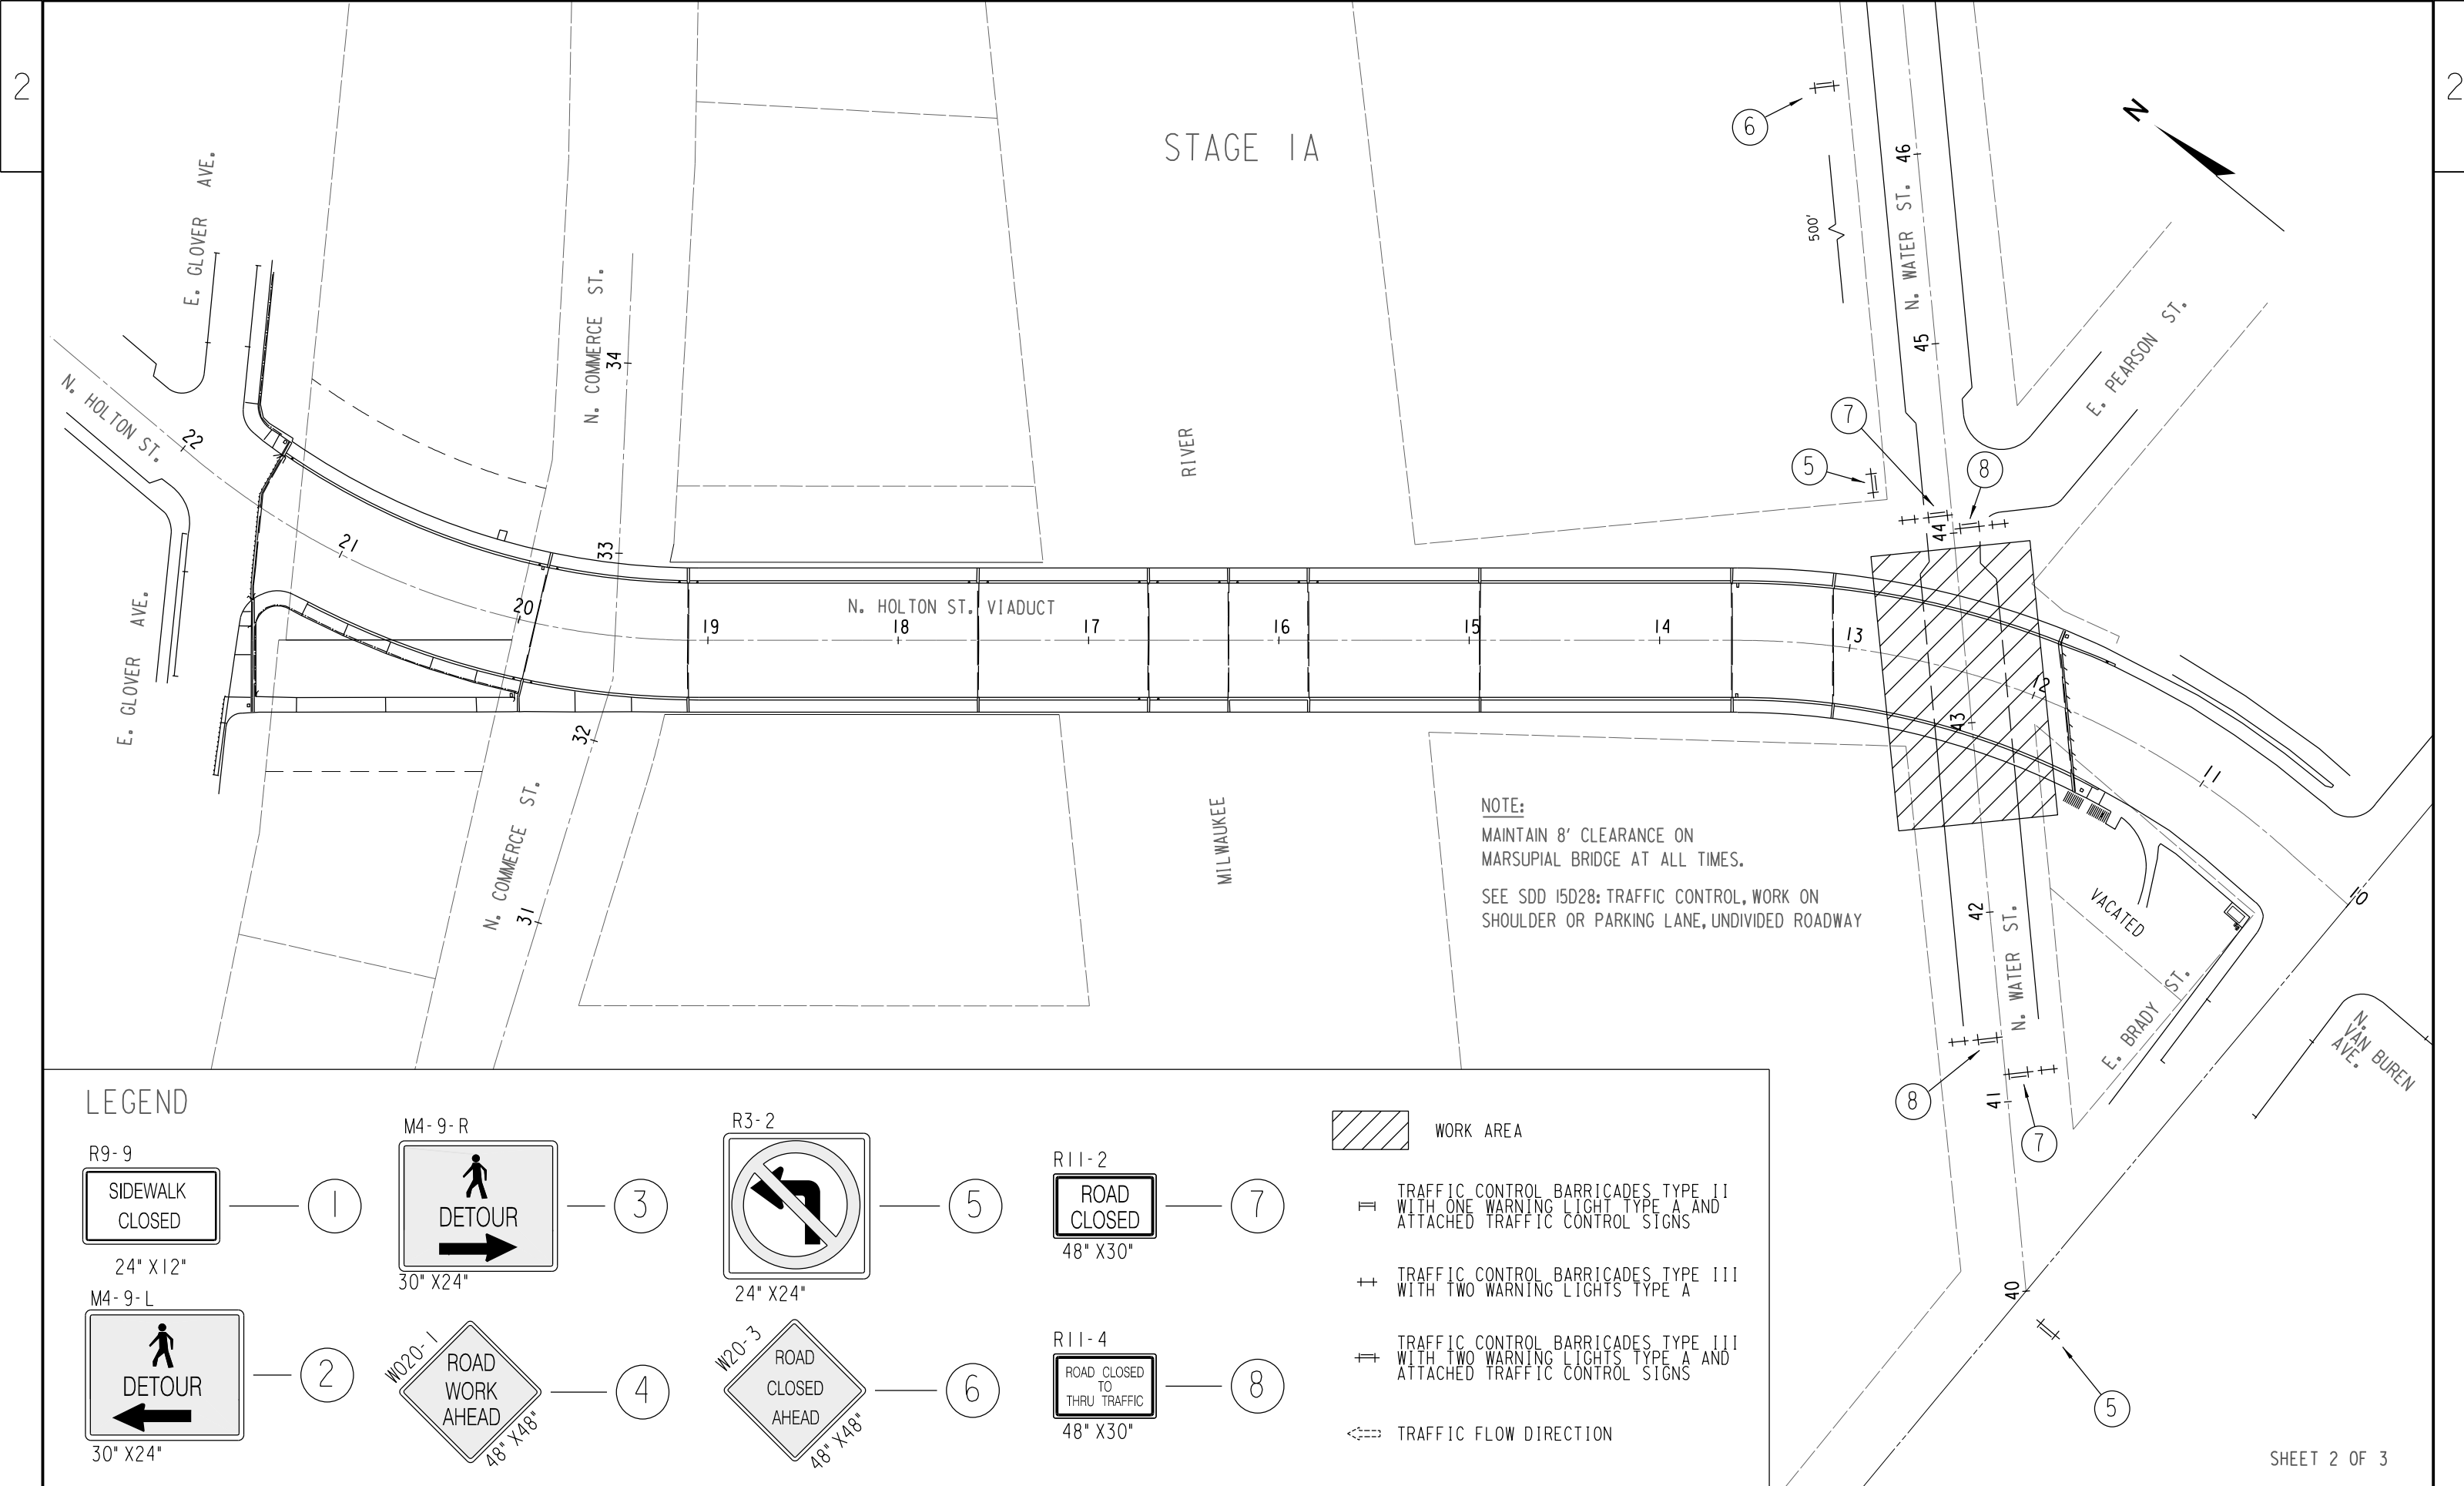 2
2
STAGE 1A
N
E. GLOVER AVE.
N. HOLTON ST.
22
21
20
N. COMMERCE ST.
34
33
32
31
N. COMMERCE ST.
E. GLOVER AVE.
RIVER
MILWAUKEE
N. HOLTON ST. VIADUCT
19
18
17
16
15
14
13
12
11
10
6
500'
N. WATER ST.
46
45
44
43
42
41
40
E. PEARSON ST.
7
5
8
NOTE:
MAINTAIN 8' CLEARANCE ON
MARSUPIAL BRIDGE AT ALL TIMES.
SEE SDD 15D28: TRAFFIC CONTROL, WORK ON
SHOULDER OR PARKING LANE, UNDIVIDED ROADWAY
VACATED
N. WATER ST.
E. BRADY ST.
N.
VAN BUREN
AVE.
8
7
5
LEGEND
R9-9
SIDEWALK
CLOSED
24" X12"
1
M4-9-L
DETOUR
30" X24"
2
M4-9-R
DETOUR
30" X24"
3
WO20-1
ROAD
WORK
AHEAD
48" X48"
4
R3-2
24" X24"
5
W20-3
ROAD
CLOSED
AHEAD
48" X48"
6
R11-2
ROAD
CLOSED
48" X30"
7
R11-4
ROAD CLOSED
TO
THRU TRAFFIC
48" X30"
8
WORK AREA
TRAFFIC CONTROL BARRICADES TYPE II
WITH ONE WARNING LIGHT TYPE A AND
ATTACHED TRAFFIC CONTROL SIGNS
TRAFFIC CONTROL BARRICADES TYPE III
WITH TWO WARNING LIGHTS TYPE A
TRAFFIC CONTROL BARRICADES TYPE III
WITH TWO WARNING LIGHTS TYPE A AND
ATTACHED TRAFFIC CONTROL SIGNS
TRAFFIC FLOW DIRECTION
SHEET 2 OF 3